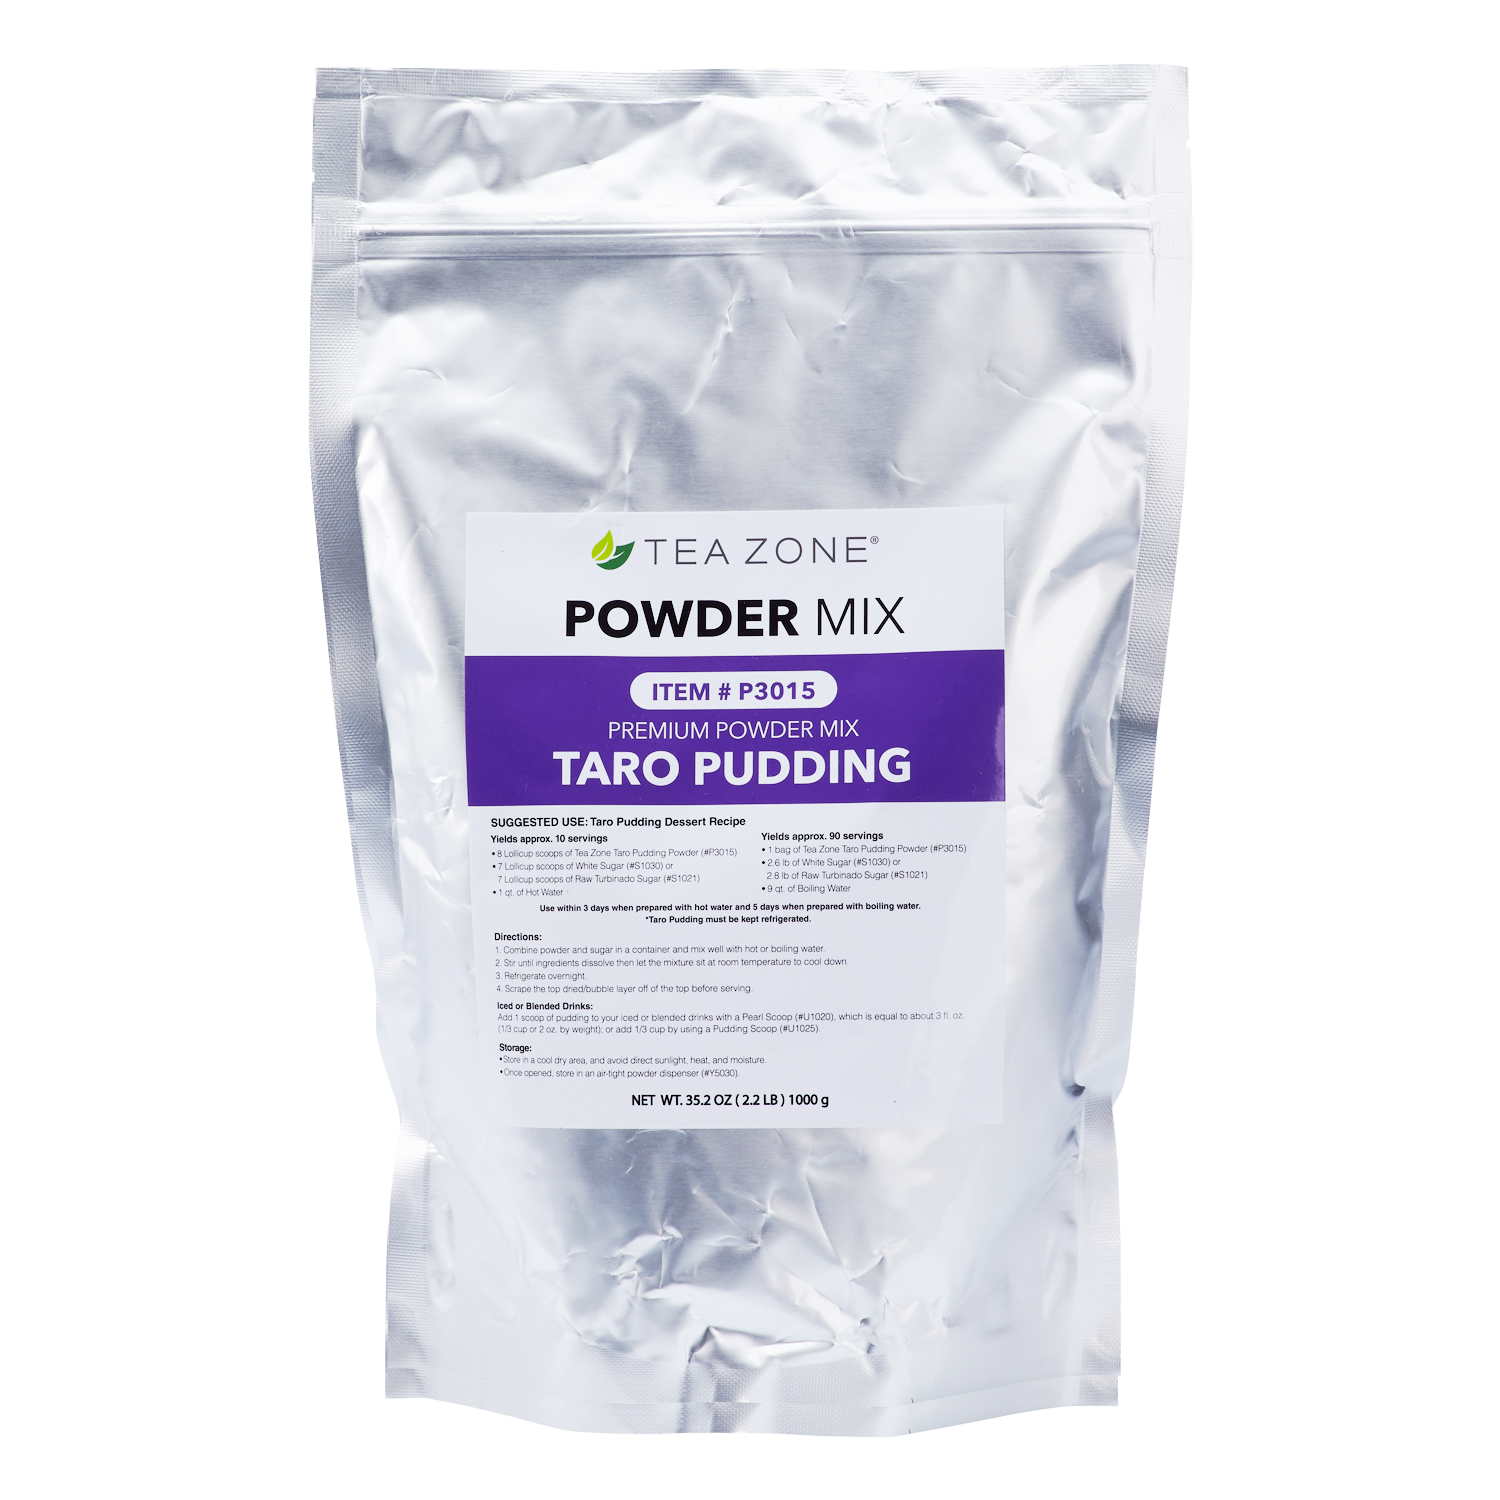 TEA ZONE®
POWDER MIX
ITEM # P3015
PREMIUM POWDER MIX
TARO PUDDING
SUGGESTED USE: Taro Pudding Dessert Recipe
Yields approx. 10 servings
• 8 Lollicup scoops of Tea Zone Taro Pudding Powder (#P3015)
• 7 Lollicup scoops of White Sugar (#S1030) or
7 Lollicup scoops of Raw Turbinado Sugar (#S1021)
• 1 qt. of Hot Water
Yields approx. 90 servings
• 1 bag of Tea Zone Taro Pudding Powder (#P3015)
• 2.6 lb of White Sugar (#S1030) or
2.8 lb of Raw Turbinado Sugar (#S1021)
• 9 qt. of Boiling Water
Use within 3 days when prepared with hot water and 5 days when prepared with boiling water.
*Taro Pudding must be kept refrigerated.
Directions:
1. Combine powder and sugar in a container and mix well with hot or boiling water.
2. Stir until ingredients dissolve then let the mixture sit at room temperature to cool down.
3. Refrigerate overnight.
4. Scrape the top dried/bubble layer off of the top before serving.
Iced or Blended Drinks:
Add 1 scoop of pudding to your iced or blended drinks with a Pearl Scoop (#U1020), which is equal to about 3 fl. oz.
(1/3 cup or 2 oz. by weight); or add 1/3 cup by using a Pudding Scoop (#U1025).
Storage:
• Store in a cool dry area, and avoid direct sunlight, heat, and moisture.
• Once opened, store in an air-tight powder dispenser (#Y5030).
NET WT. 35.2 OZ ( 2.2 LB ) 1000 g